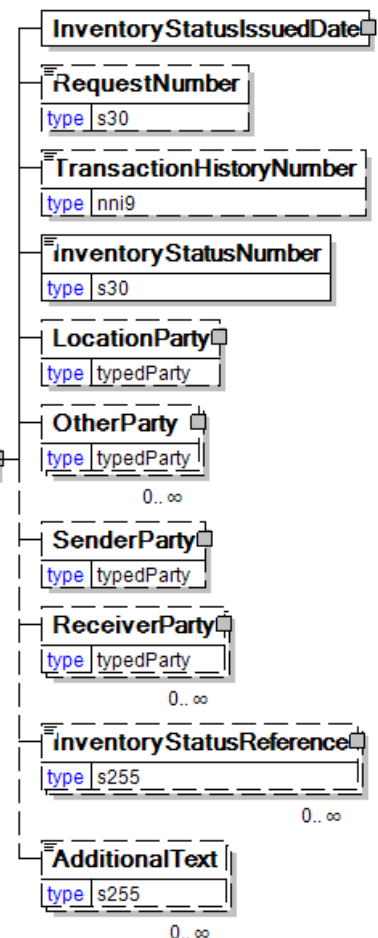 InventoryStatusIssuedDate
RequestNumber
type s30
TransactionHistoryNumber
type nni9
InventoryStatusNumber
type s30
LocationParty
type typedParty
OtherParty
type typedParty
0.. ∞
SenderParty
type typedParty
ReceiverParty
type typedParty
0.. ∞
InventoryStatusReference
type s255
0.. ∞
AdditionalText
type s255
0.. ∞